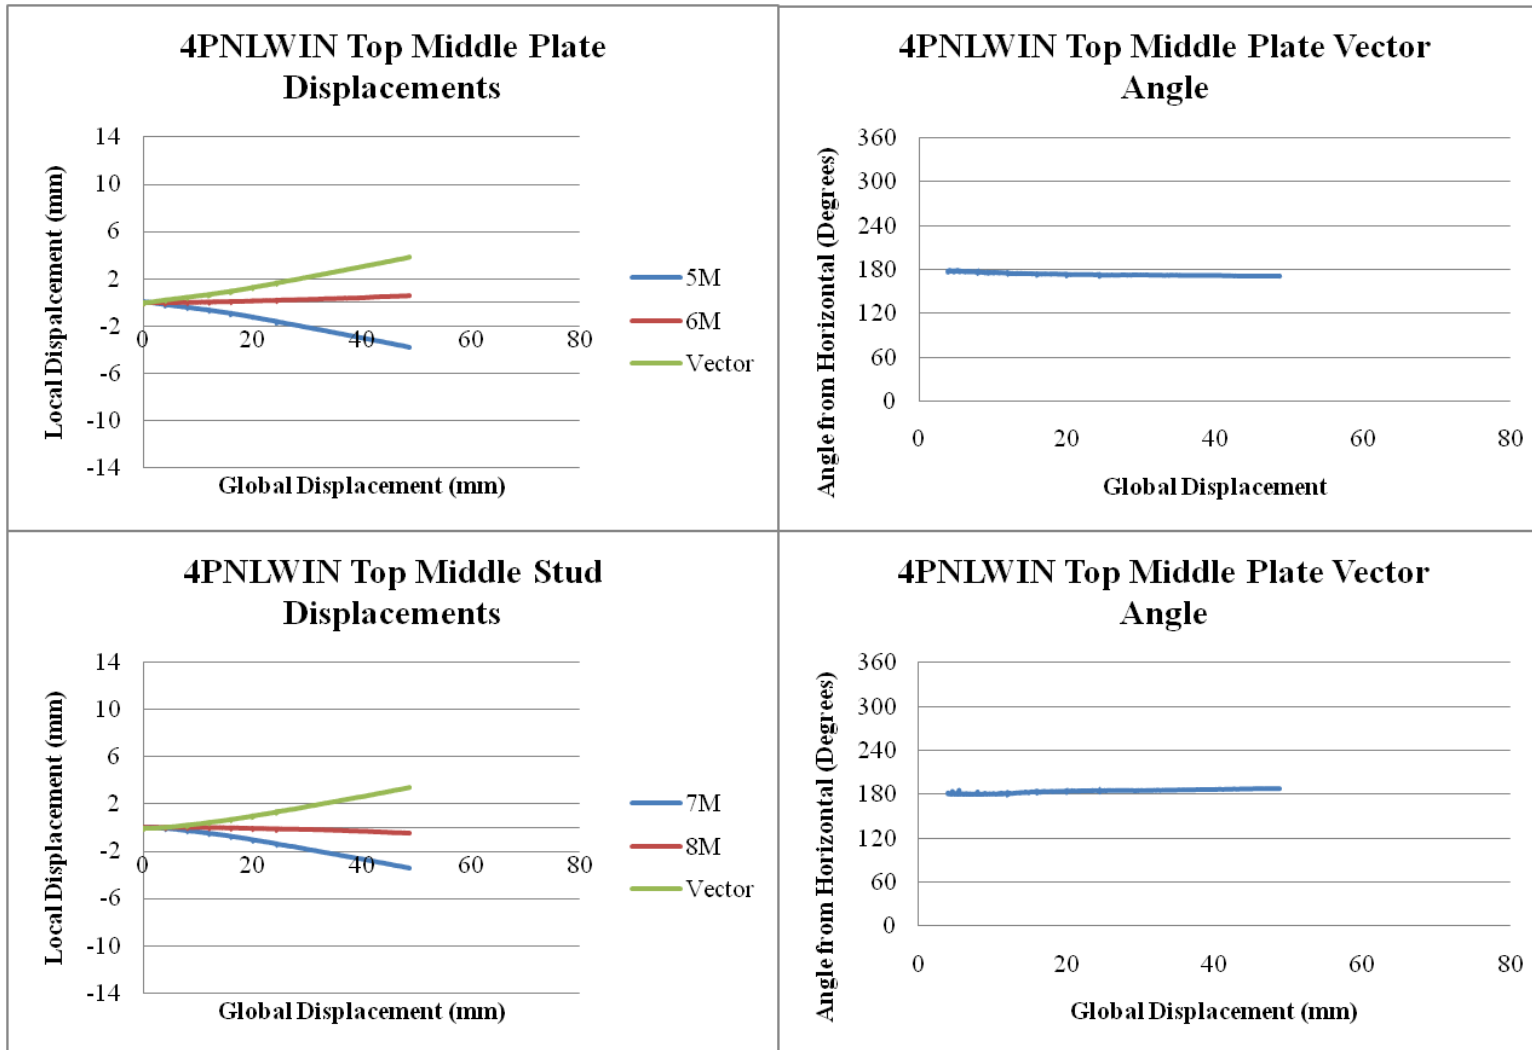 4PNLWIN Top Middle Plate
Displacements
14
10
6
2
-2
-6
-10
-14
0
20
40
60
80
Local Dispalcement (mm)
Global Displacement (mm)
5M
6M
Vector
4PNLWIN Top Middle Plate Vector
Angle
360
300
240
180
120
60
0
0
20
40
60
80
Angle from Horizontal (Degrees)
Global Displacement
4PNLWIN Top Middle Stud
Displacements
14
10
6
2
-2
-6
-10
-14
0
20
40
60
80
Local Displacement (mm)
Global Displacement (mm)
7M
8M
Vector
4PNLWIN Top Middle Plate Vector
Angle
360
300
240
180
120
60
0
0
20
40
60
80
Angle from Horizontal (Degrees)
Global Displacement (mm)